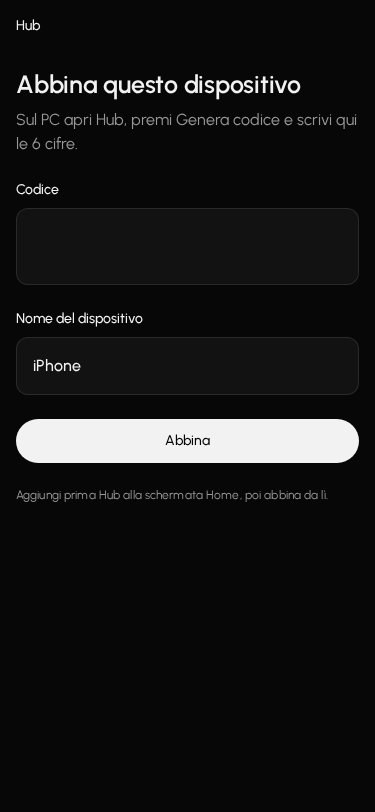 Hub
Abbina questo dispositivo
Sul PC apri Hub, premi Genera codice e scrivi qui
le 6 cifre.
Codice
Nome del dispositivo
iPhone
Abbina
Aggiungi prima Hub alla schermata Home, poi abbina da lì.